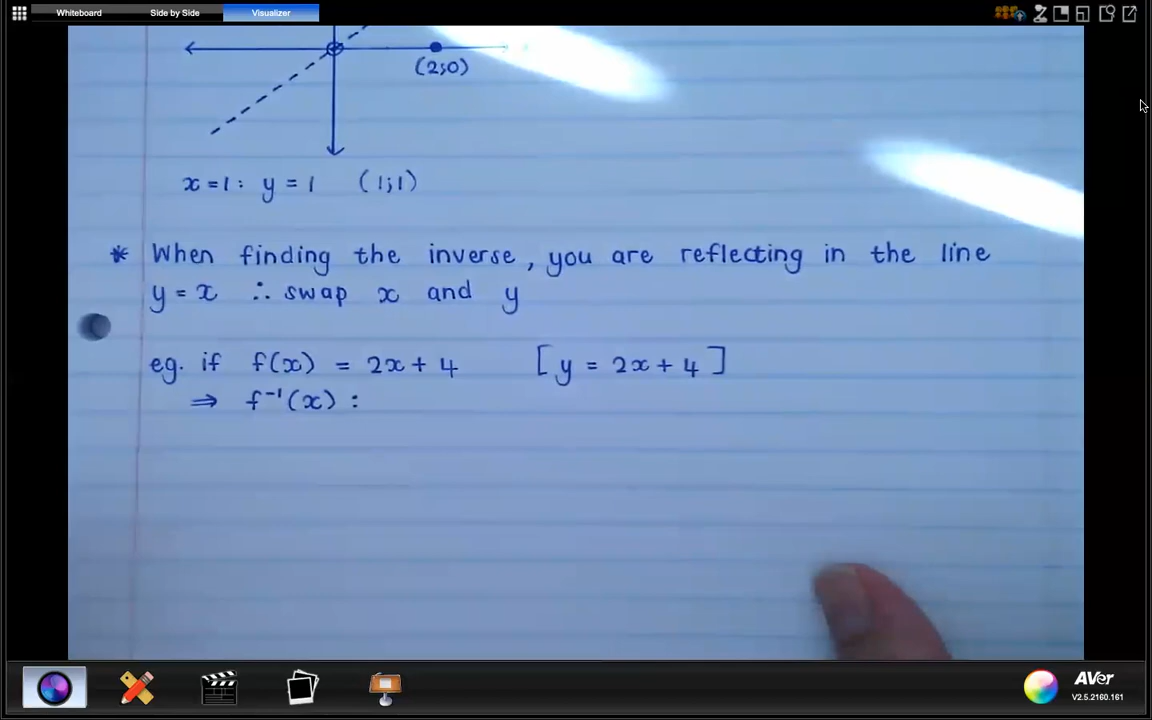 Whiteboard Side by Side Visualizer
(2;0)
x=1: y = 1 (1;1)
* When finding the inverse, you are reflecting in the line
y = x ∴ swap x and y
eg. if f(x) = 2x + 4 [y = 2x + 4]
⇒ f⁻¹(x) :
AVer
V2.5.2160.161